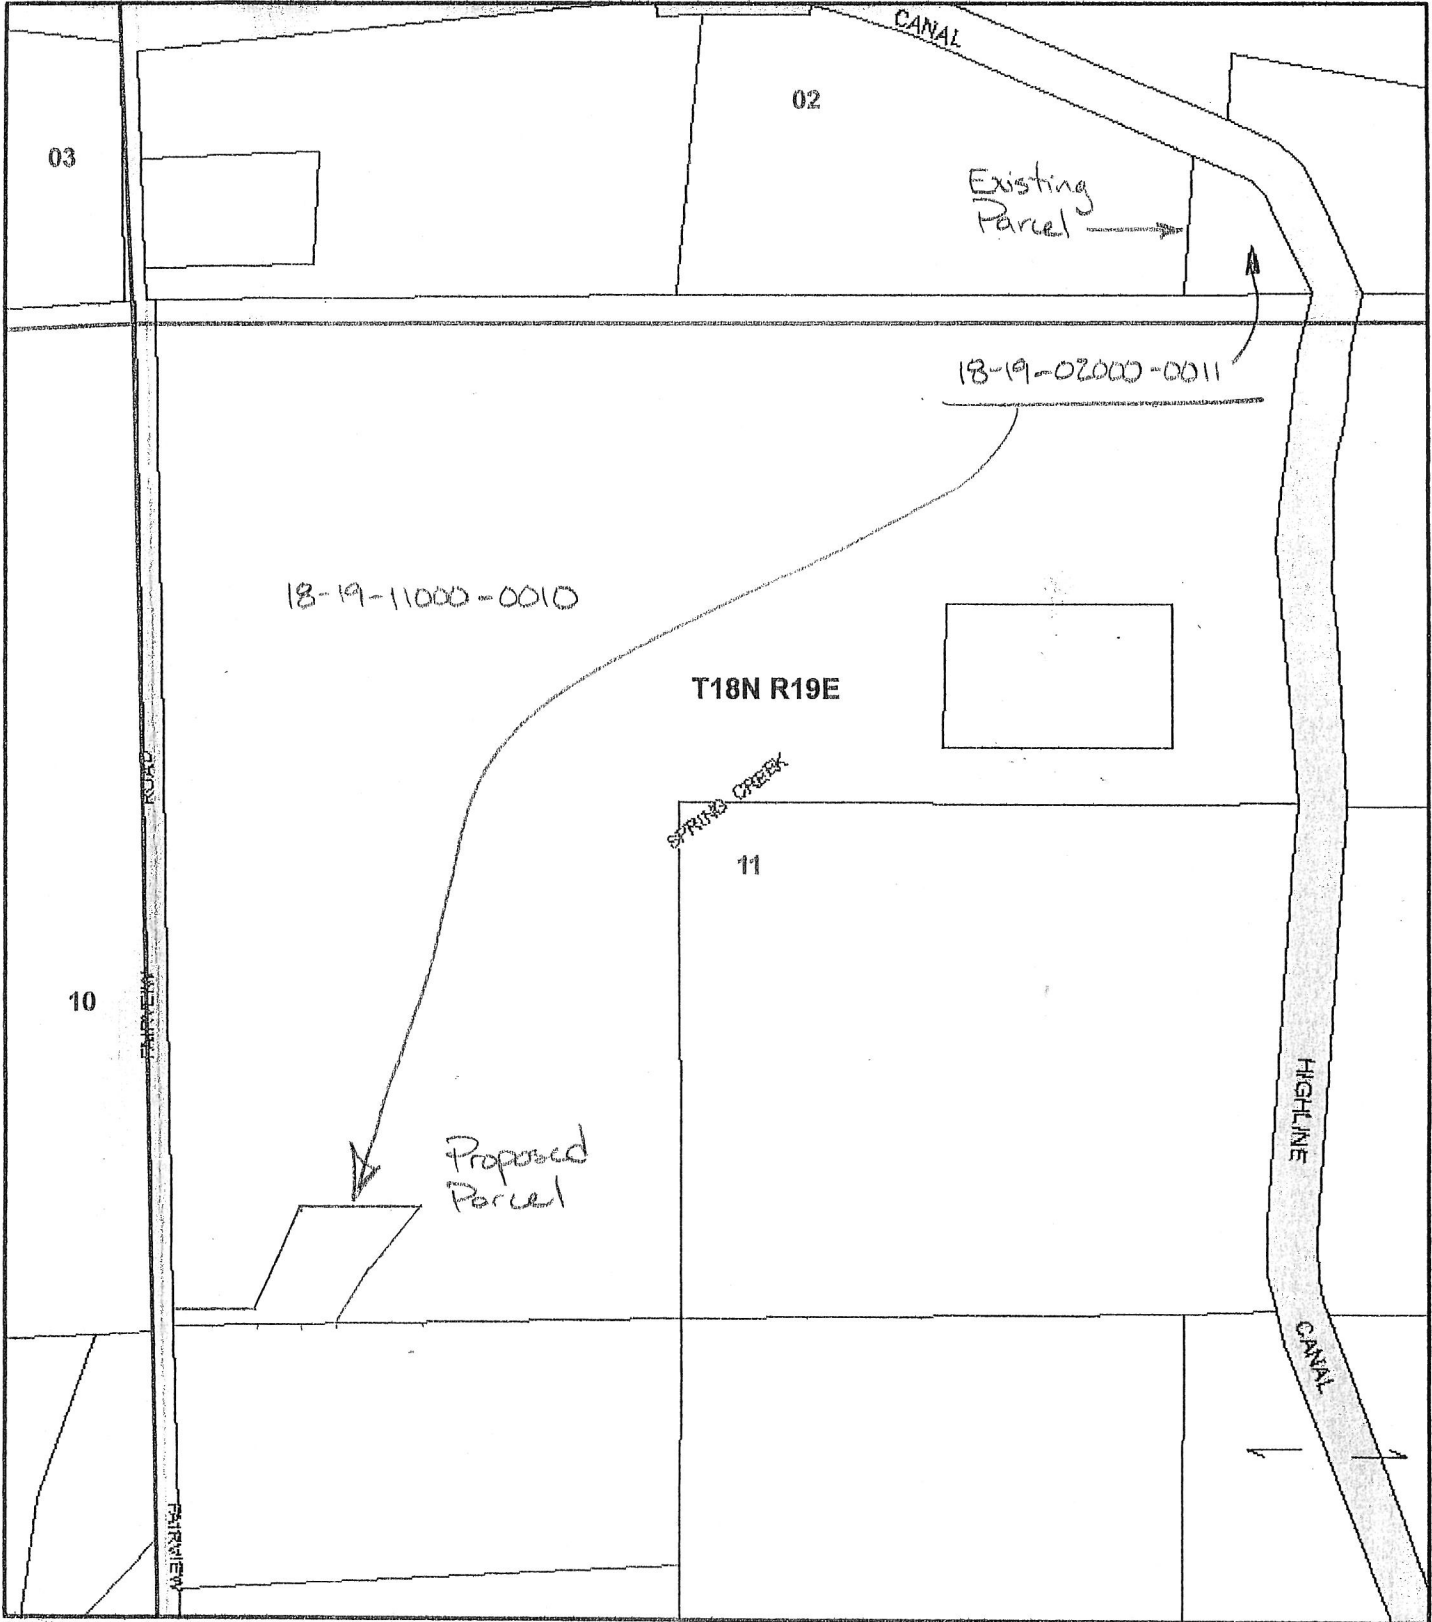 CANAL
02
03
Existing
Parcel
18-19-02000-0011
18-19-11000-0010
T18N R19E
ROAD
SPRING CREEK
11
10
FAIRVIEW
HIGHLINE
Proposed
Parcel
CANAL
FAIRVIEW